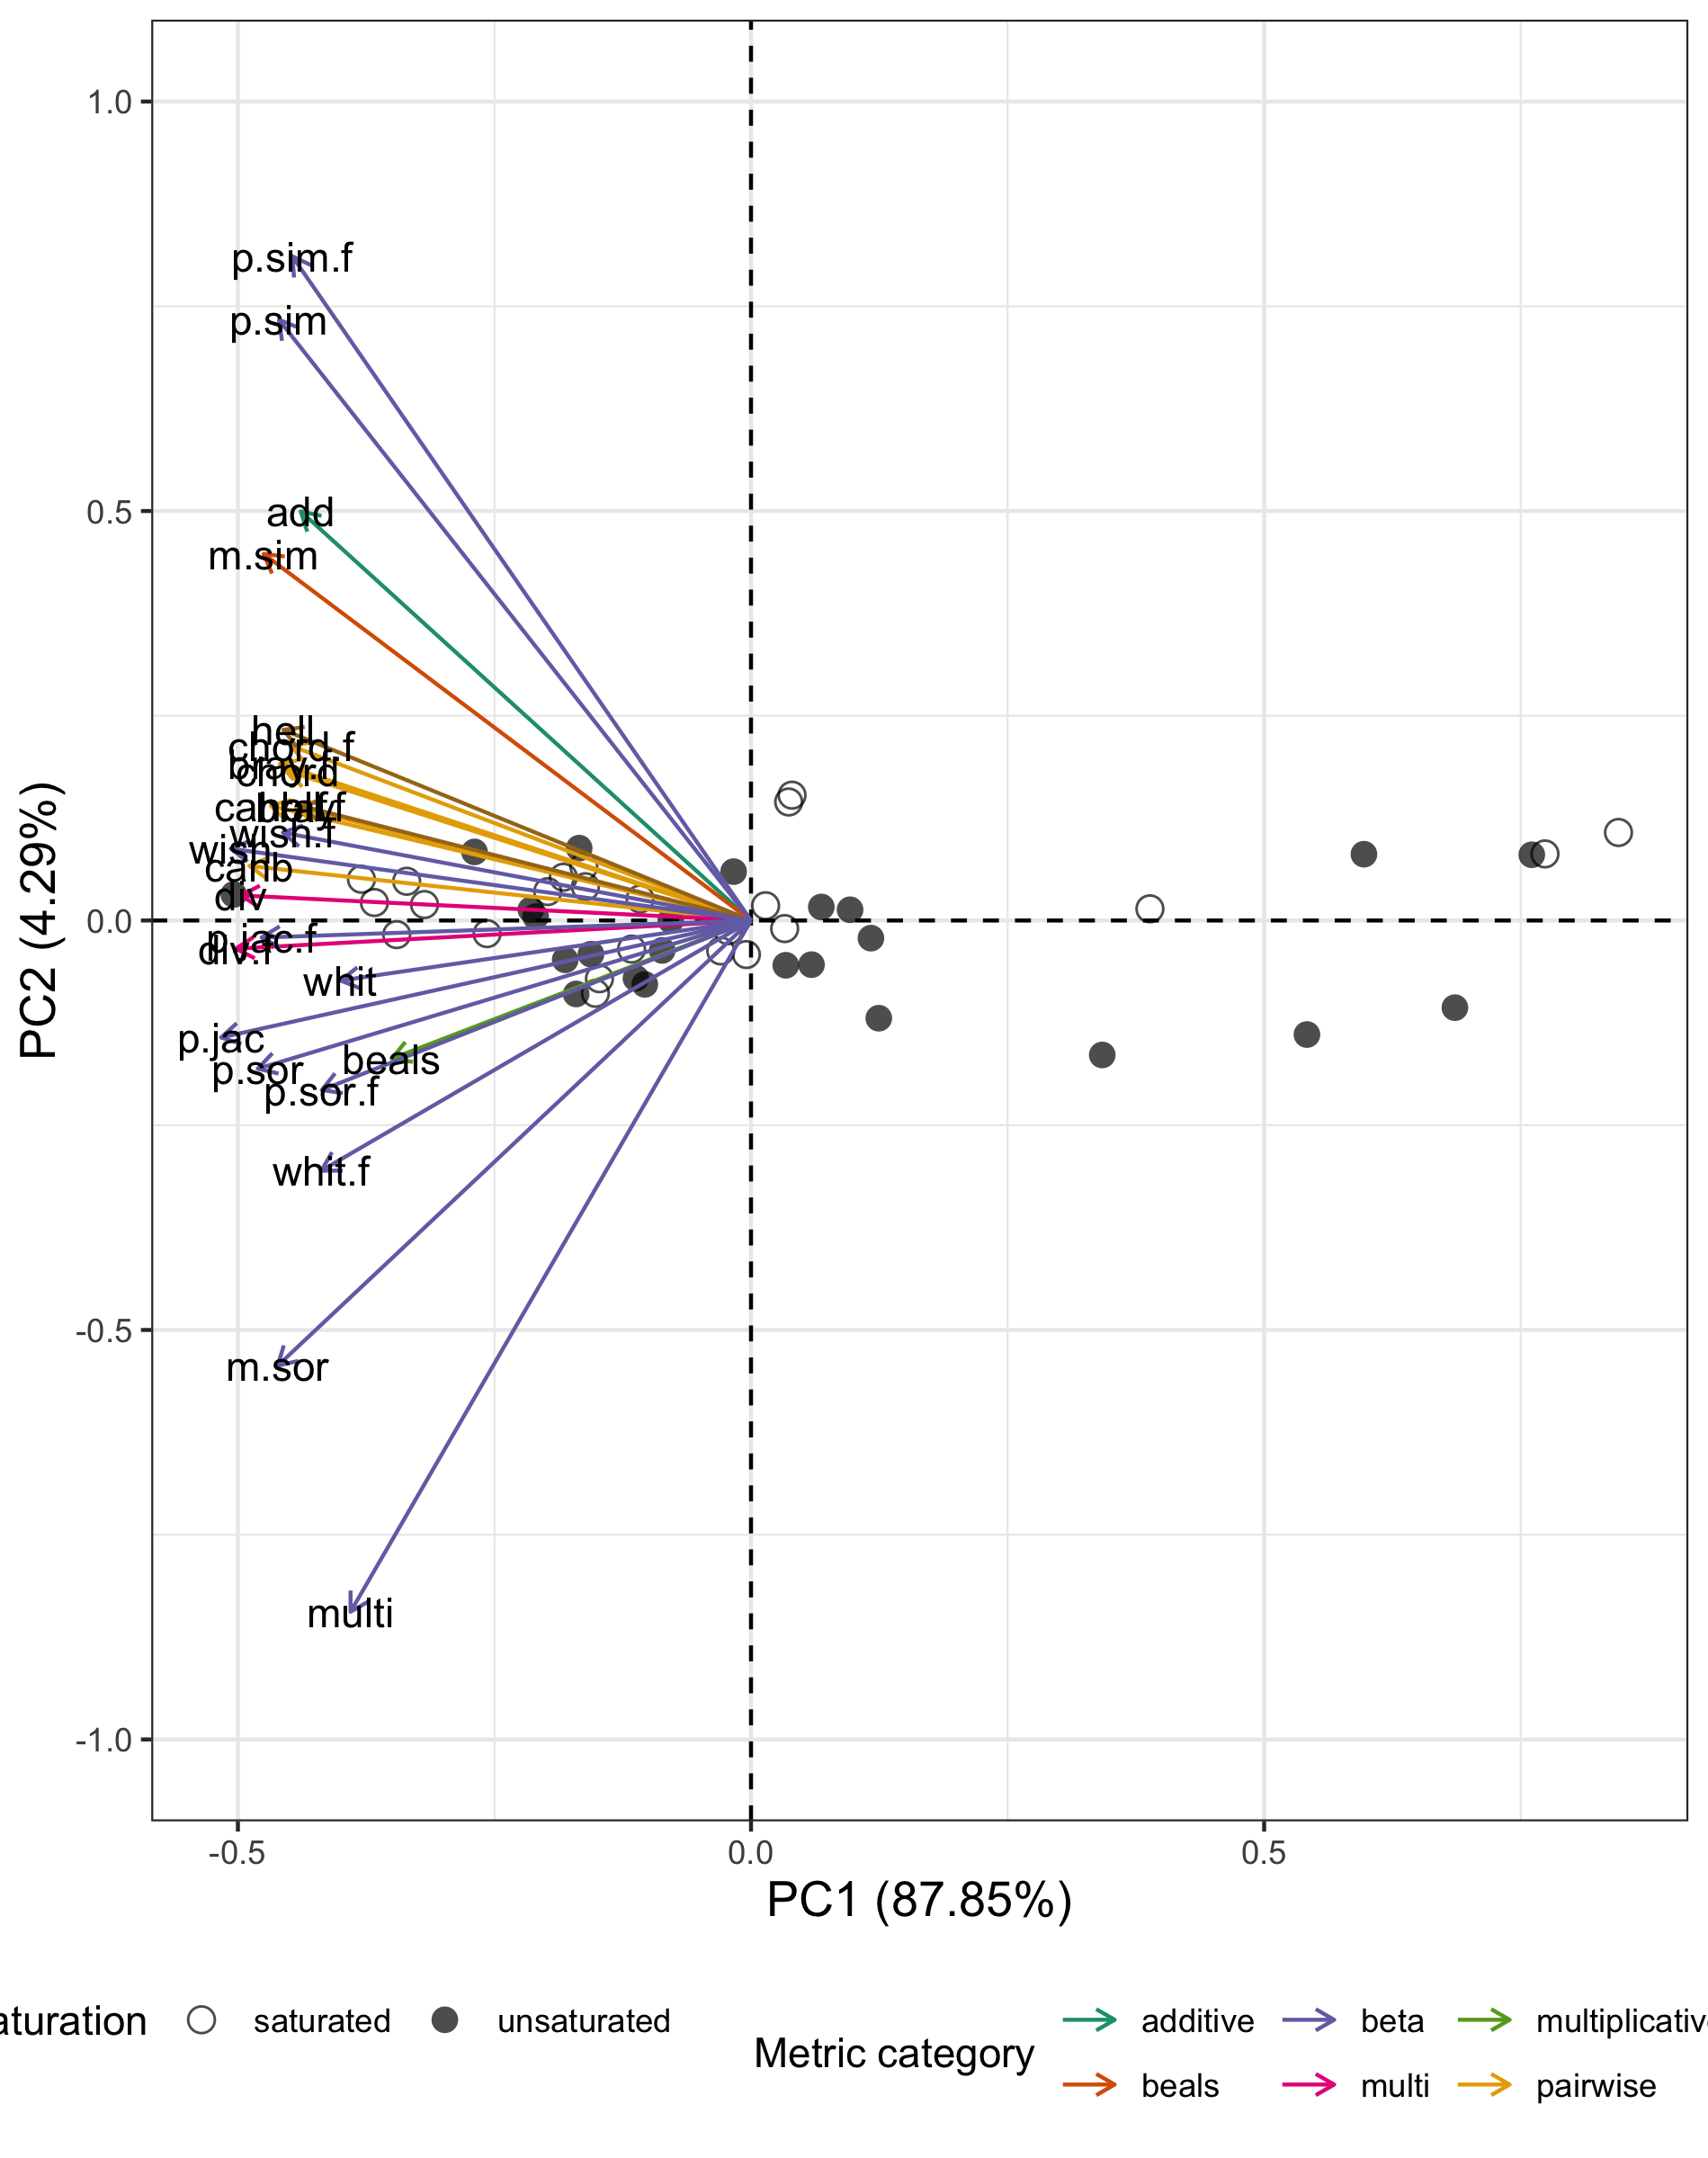 1.0
p.sim.f
p.sim
0.5
add
m.sim
hell
chord.f
bray.f
chord
wish.f
wish
canb
div
0.0
p.jac.f
div.f
whit
p.jac
beals
p.sor
p.sor.f
whit.f
-0.5
m.sor
multi
-1.0
PC2 (4.29%)
-0.5 0.0 0.5
PC1 (87.85%)
aturation saturated unsaturated
Metric category
additive beta multiplicativ
beals multi pairwise